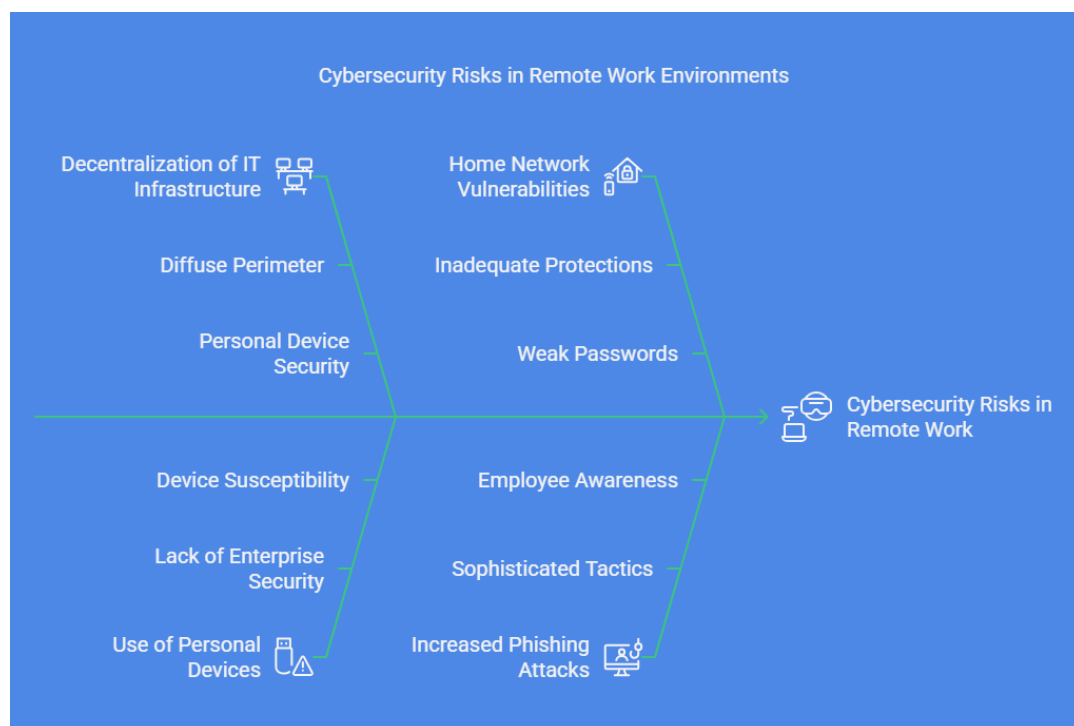 Cybersecurity Risks in Remote Work Environments
Decentralization of IT
Infrastructure
Home Network
Vulnerabilities
Diffuse Perimeter
Inadequate Protections
Personal Device
Security
Weak Passwords
Cybersecurity Risks in
Remote Work
Device Susceptibility
Employee Awareness
Lack of Enterprise
Security
Sophisticated Tactics
Use of Personal
Devices
Increased Phishing
Attacks